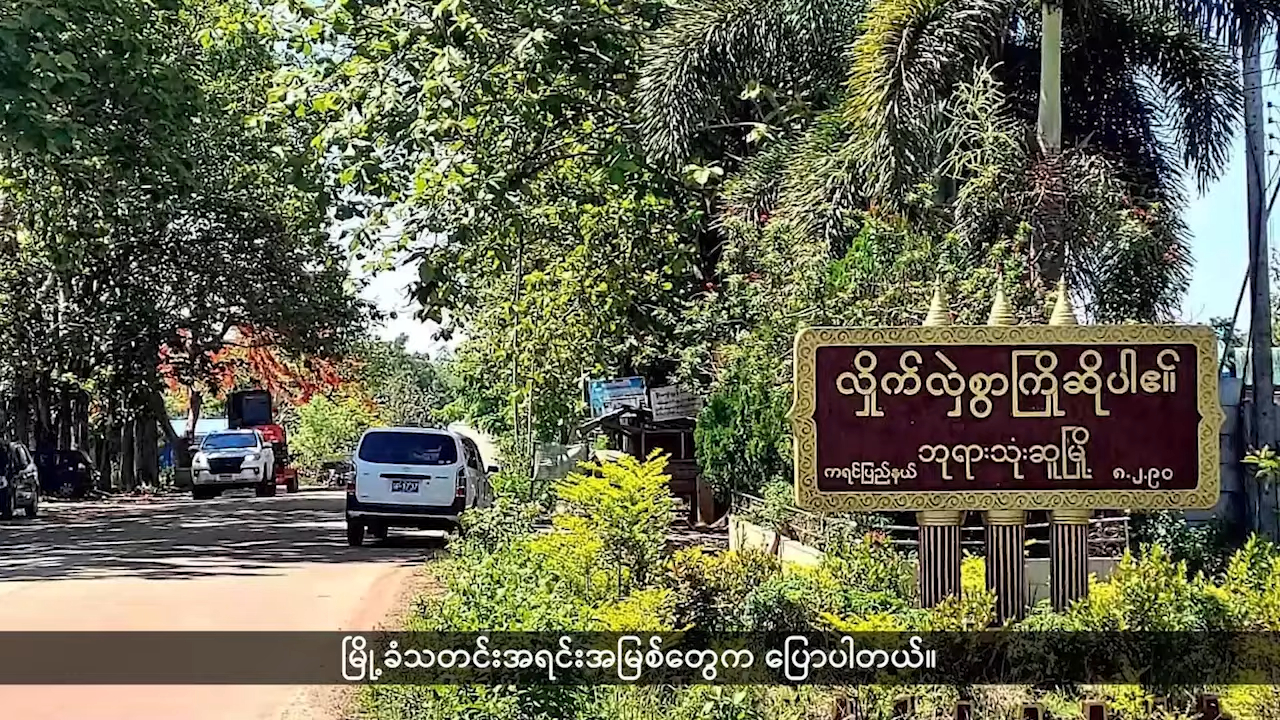 လှိုက်လှဲစွာကြိုဆိုပါ၏။
ဘုရားသုံးဆူမြို့
ကရင်ပြည်နယ် ၈.၂.၉၀
မြို့ခံသတင်းအရင်းအမြစ်တွေက ပြောပါတယ်။